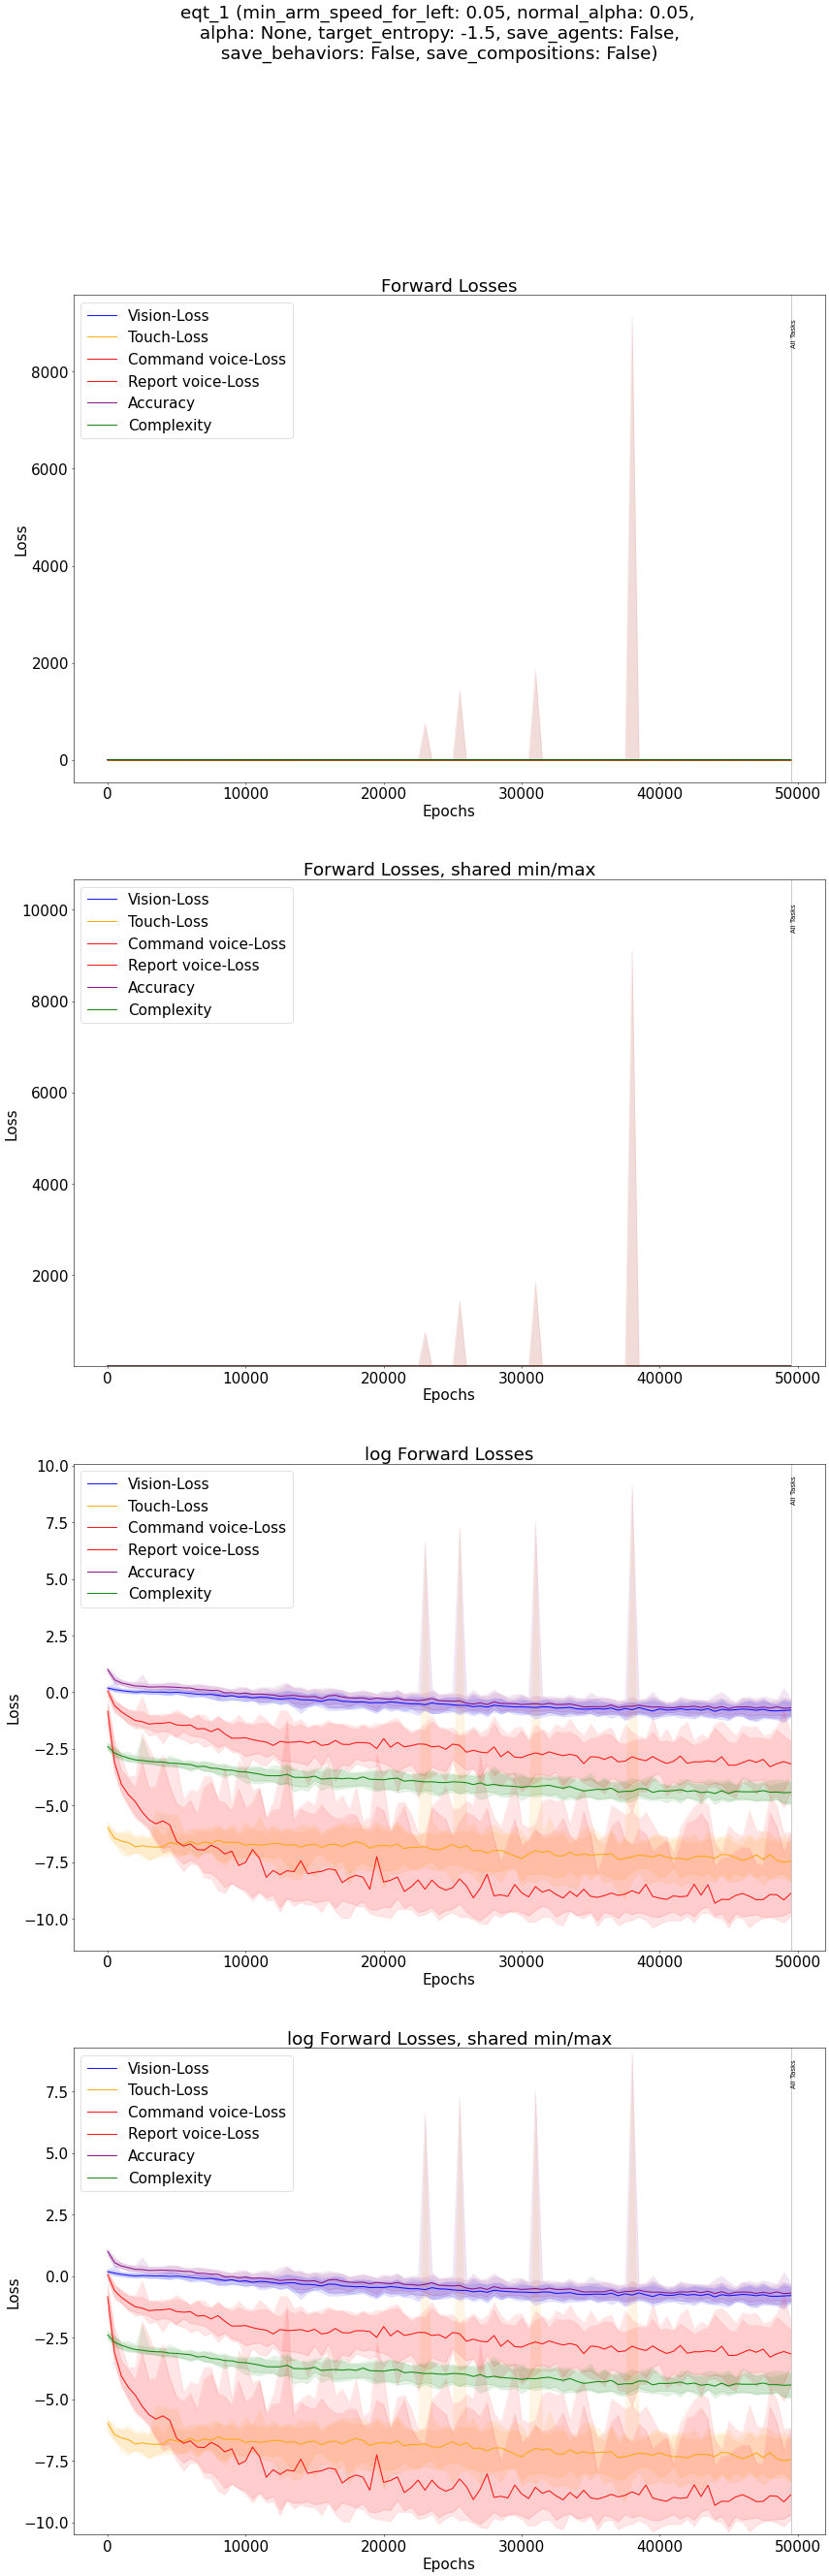 eqt_1 (min_arm_speed_for_left: 0.05, normal_alpha: 0.05,
alpha: None, target_entropy: -1.5, save_agents: False,
save_behaviors: False, save_compositions: False)
Forward Losses
Vision-Loss
Touch-Loss
Command voice-Loss
Report voice-Loss
Accuracy
Complexity
All Tasks
8000
6000
4000
2000
0
Loss
0 10000 20000 30000 40000 50000
Epochs
Forward Losses, shared min/max
Vision-Loss
Touch-Loss
Command voice-Loss
Report voice-Loss
Accuracy
Complexity
All Tasks
10000
8000
6000
4000
2000
Loss
0 10000 20000 30000 40000 50000
Epochs
log Forward Losses
Vision-Loss
Touch-Loss
Command voice-Loss
Report voice-Loss
Accuracy
Complexity
All Tasks
10.0
7.5
5.0
2.5
0.0
−2.5
−5.0
−7.5
−10.0
Loss
0 10000 20000 30000 40000 50000
Epochs
log Forward Losses, shared min/max
Vision-Loss
Touch-Loss
Command voice-Loss
Report voice-Loss
Accuracy
Complexity
All Tasks
7.5
5.0
2.5
0.0
−2.5
−5.0
−7.5
−10.0
Loss
0 10000 20000 30000 40000 50000
Epochs